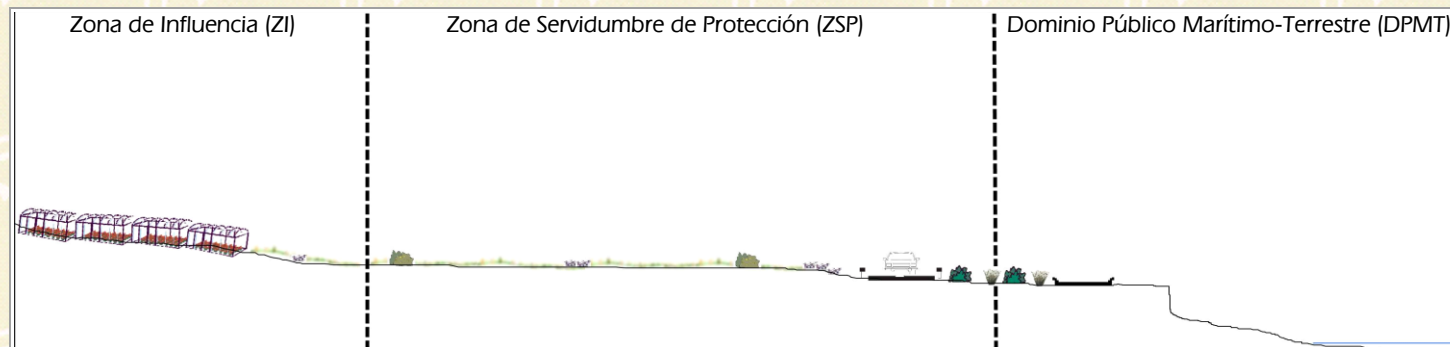 Zona de Influencia (ZI) Zona de Servidumbre de Protección (ZSP) Dominio Público Marítimo-Terrestre (DPMT)